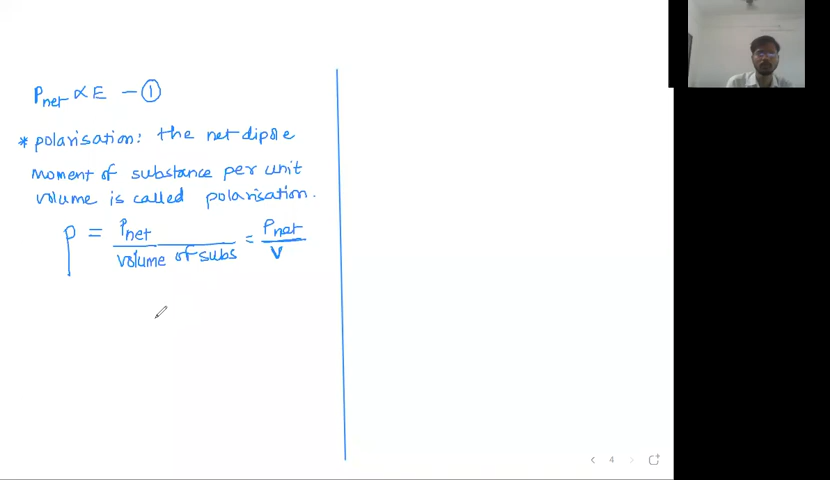 Pnet ∝ E — ①
* polarisation: the net dipole
moment of substance per unit
volume is called polarisation.
P = Pnet / volume of subs = Pnet / V
< 4 >